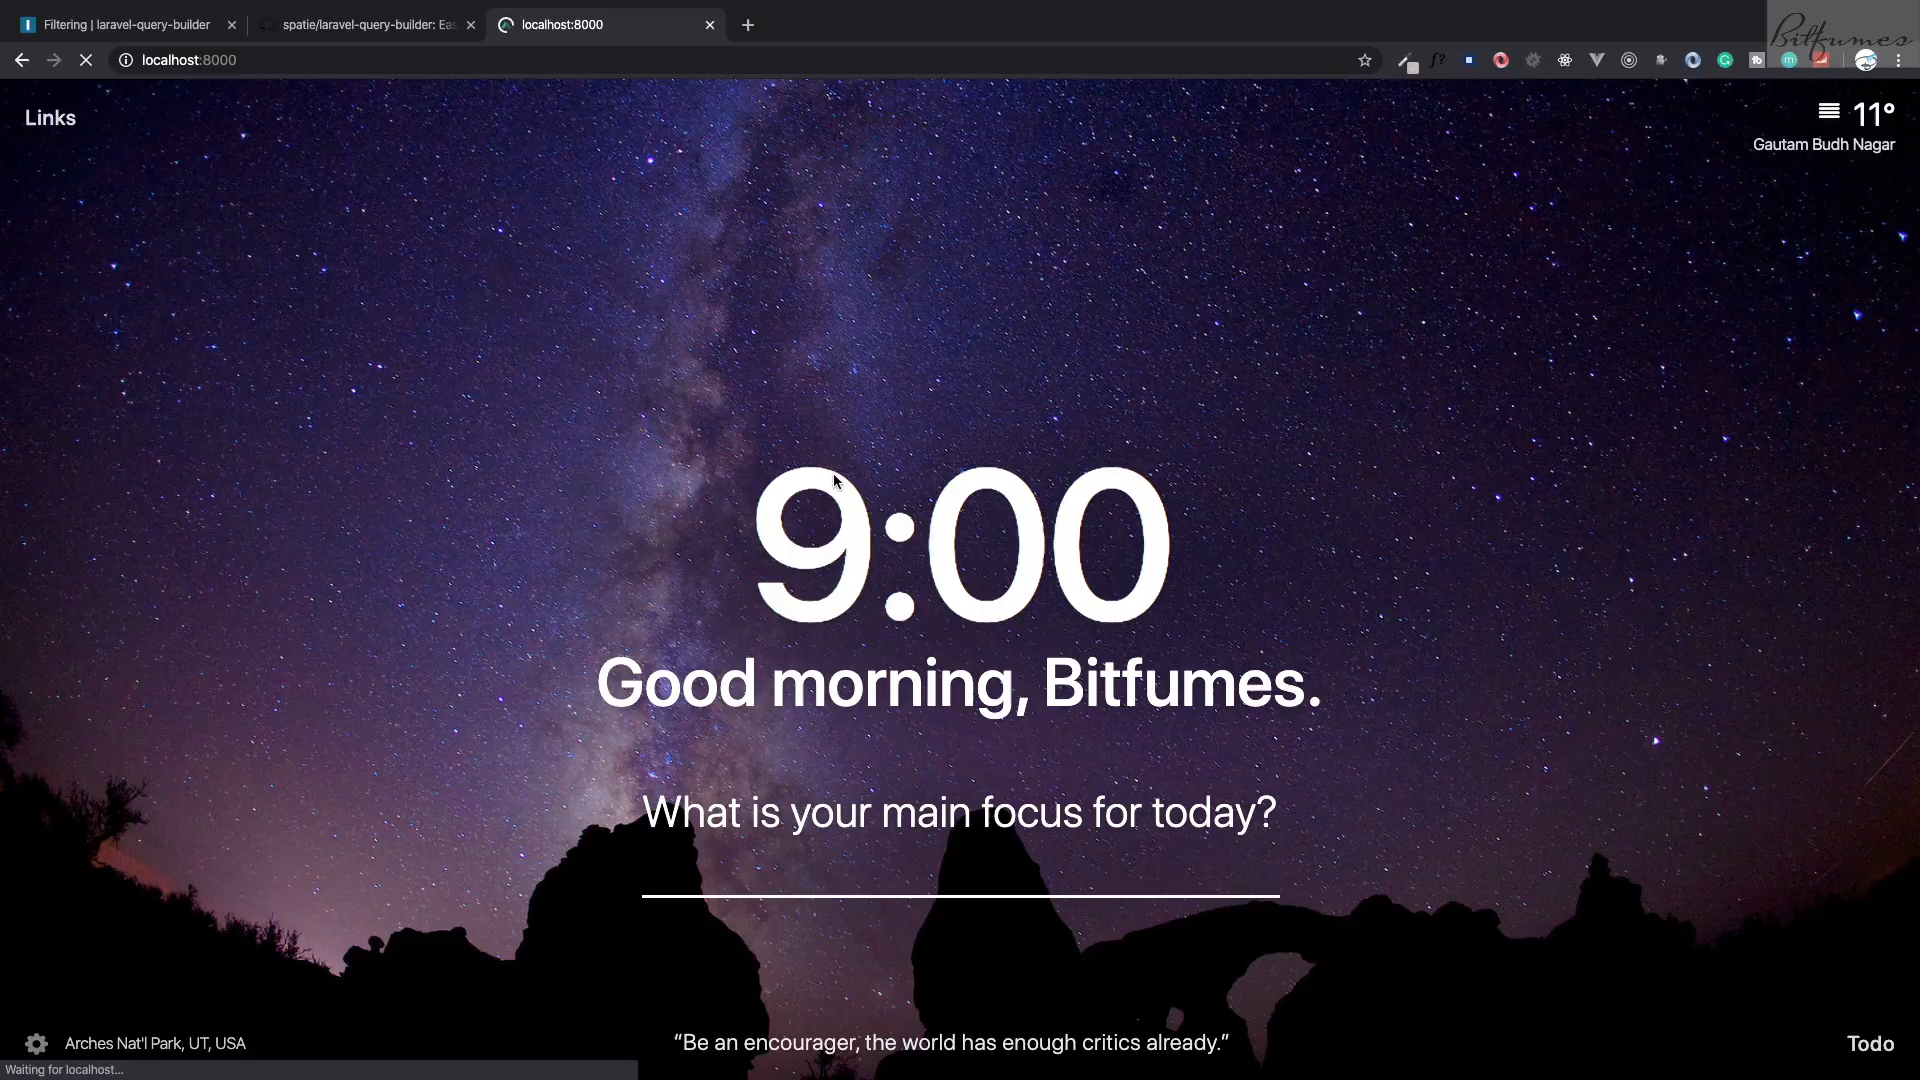 Filtering | laravel-query-builder
spatie/laravel-query-builder: Eas
localhost:8000
localhost:8000
Bitfumes
Links
11°
Gautam Budh Nagar
9:00
Good morning, Bitfumes.
What is your main focus for today?
Arches Nat'l Park, UT, USA
“Be an encourager, the world has enough critics already.”
Todo
Waiting for localhost...